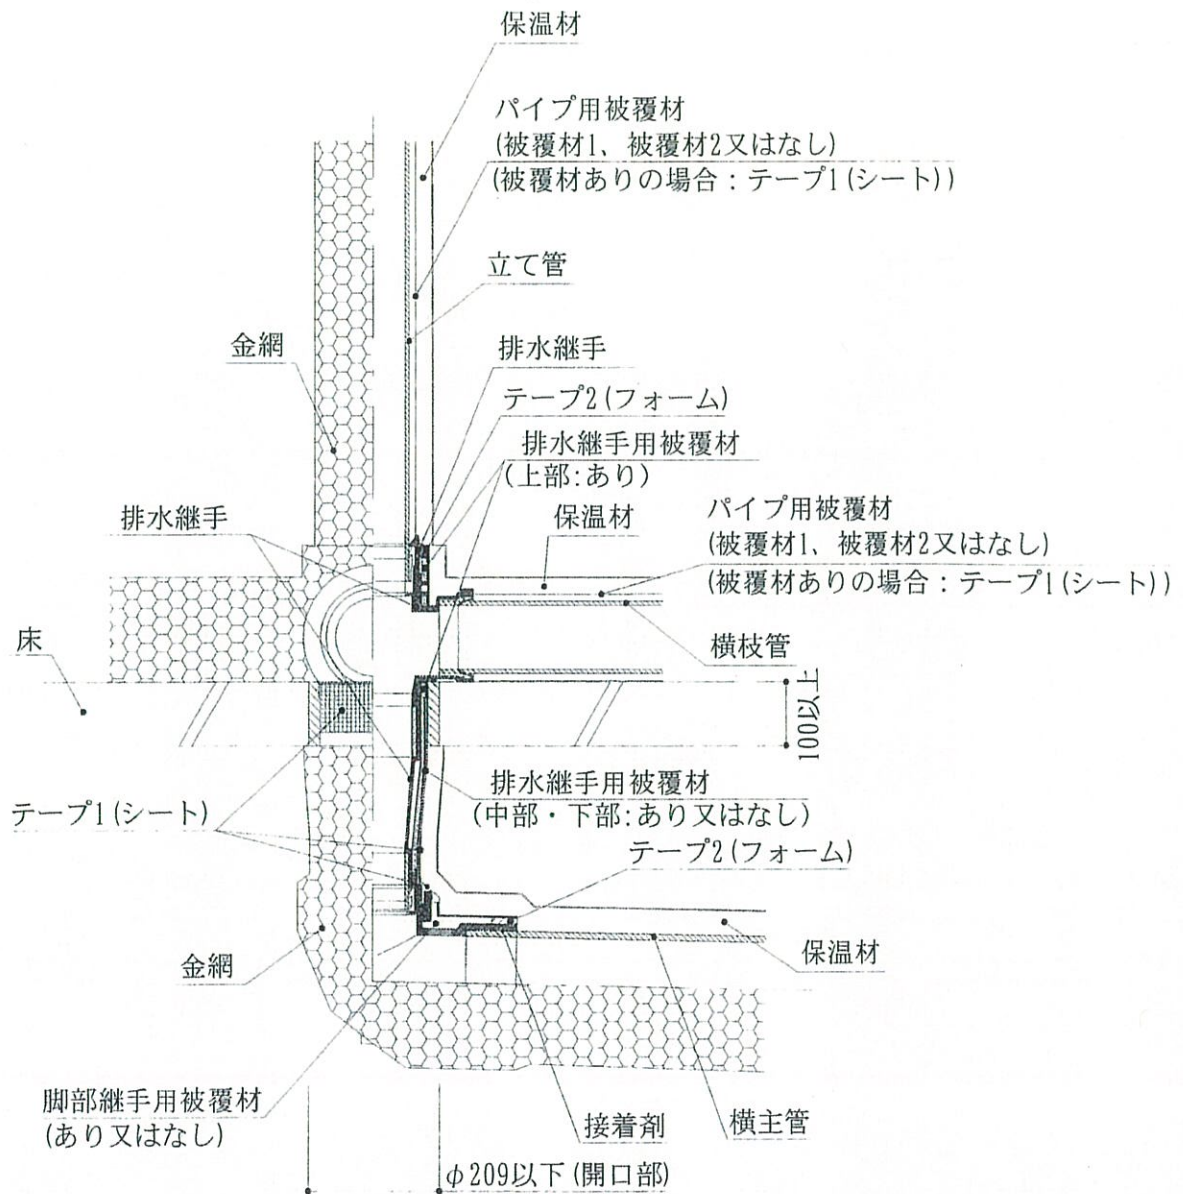 保温材
パイプ用被覆材
(被覆材1、被覆材2又はなし)
(被覆材ありの場合：テープ1(シート))
立て管
金網
排水継手
テープ2(フォーム)
排水継手用被覆材
(上部:あり)
排水継手
保温材
パイプ用被覆材
(被覆材1、被覆材2又はなし)
(被覆材ありの場合：テープ1(シート))
床
横枝管
100以上
排水継手用被覆材
(中部・下部:あり又はなし)
テープ1(シート)
テープ2(フォーム)
金網
保温材
脚部継手用被覆材
(あり又はなし)
接着剤
横主管
φ209以下(開口部)